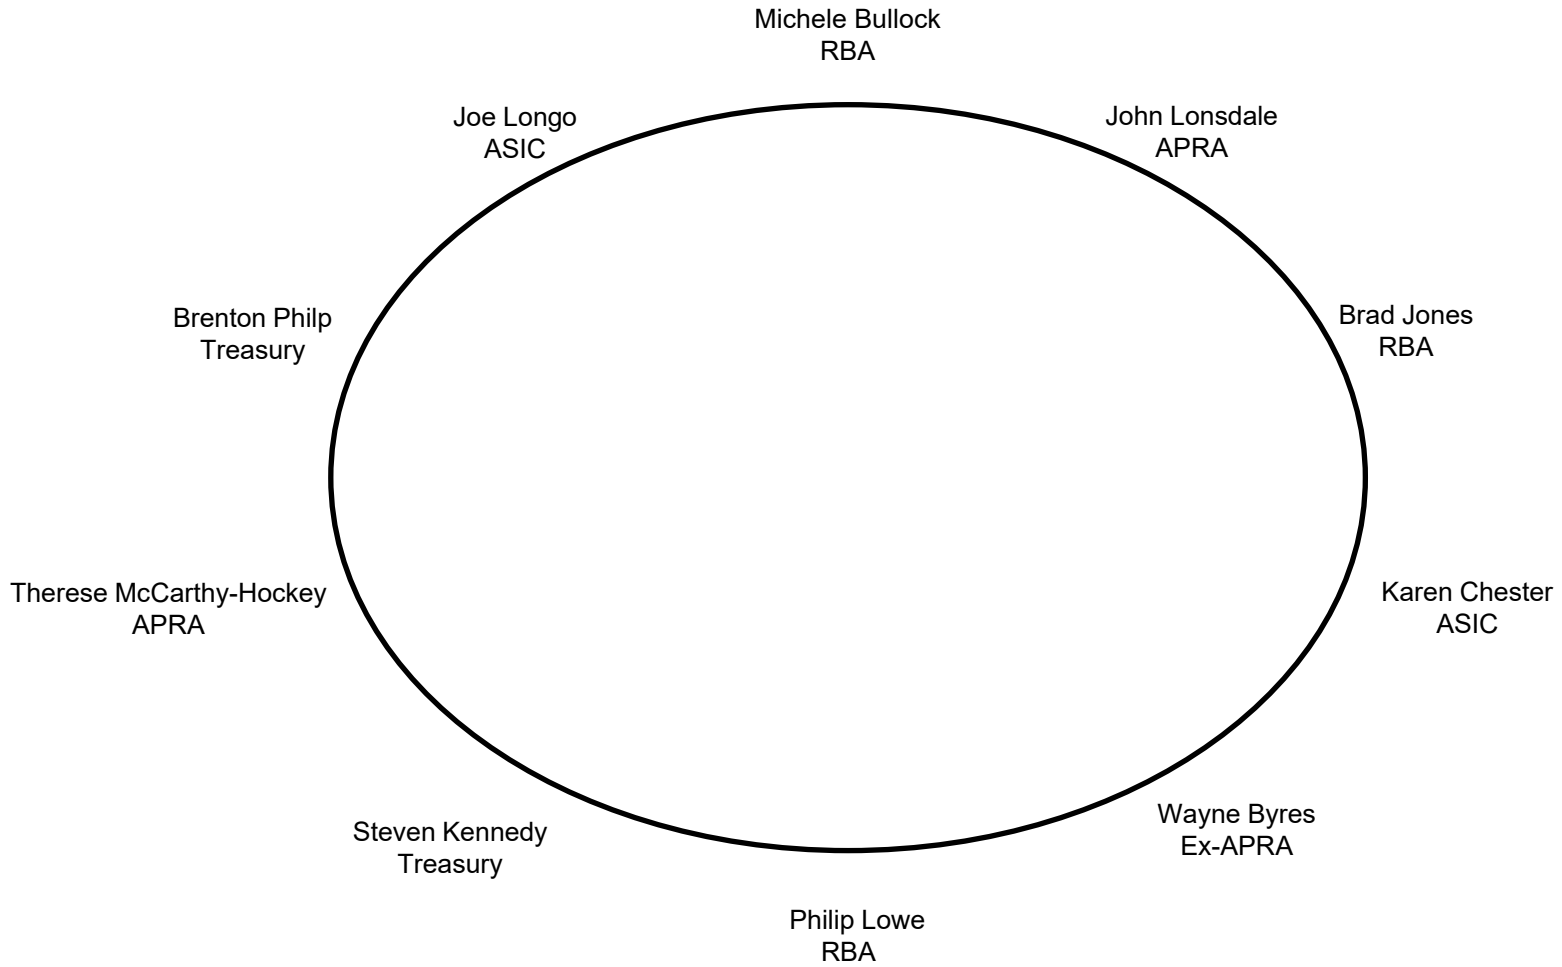 Michele Bullock
RBA
Joe Longo
ASIC
John Lonsdale
APRA
Brenton Philp
Treasury
Brad Jones
RBA
Therese McCarthy-Hockey
APRA
Karen Chester
ASIC
Steven Kennedy
Treasury
Wayne Byres
Ex-APRA
Philip Lowe
RBA